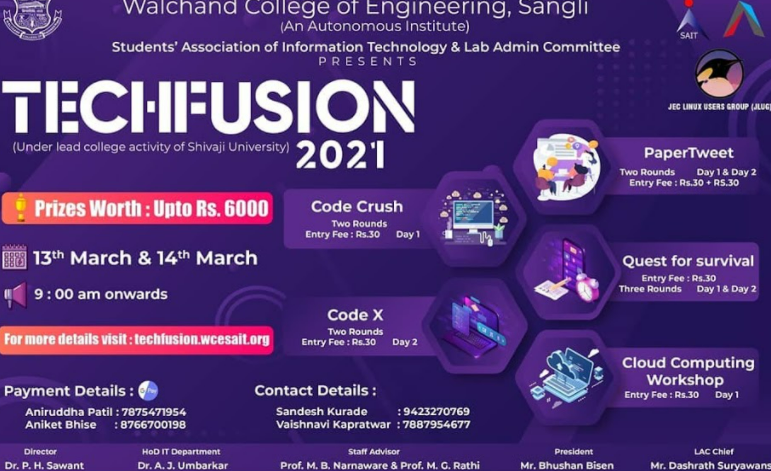 Walchand College of Engineering, Sangli
(An Autonomous Institute)
Students' Association of Information Technology & Lab Admin Committee
PRESENTS
SAIT
JEC LINUX USERS GROUP (JLUG)
TECHFUSION
(Under lead college activity of Shivaji University) 2021
Prizes Worth : Upto Rs. 6000
13th March & 14th March
9 : 00 am onwards
For more details visit : techfusion.wcesait.org
PaperTweet
Two Rounds Day 1 & Day 2
Entry Fee : Rs.30 + RS.30
Code Crush
Two Rounds
Entry Fee : Rs.30 Day 1
Quest for survival
Entry Fee : Rs.30
Three Rounds Day 1 & Day 2
Code X
Two Rounds
Entry Fee : Rs.30 Day 2
Cloud Computing
Workshop
Entry Fee : Rs.30 Day 1
Payment Details :
Aniruddha Patil : 7875471954
Aniket Bhise : 8766700198
Contact Details :
Sandesh Kurade : 9423270769
Vaishnavi Kapratwar : 7887954677
Director
Dr. P. H. Sawant
HoD IT Department
Dr. A. J. Umbarkar
Staff Advisor
Prof. M. B. Narnaware & Prof. M. G. Rathi
President
Mr. Bhushan Bisen
LAC Chief
Mr. Dashrath Suryawans